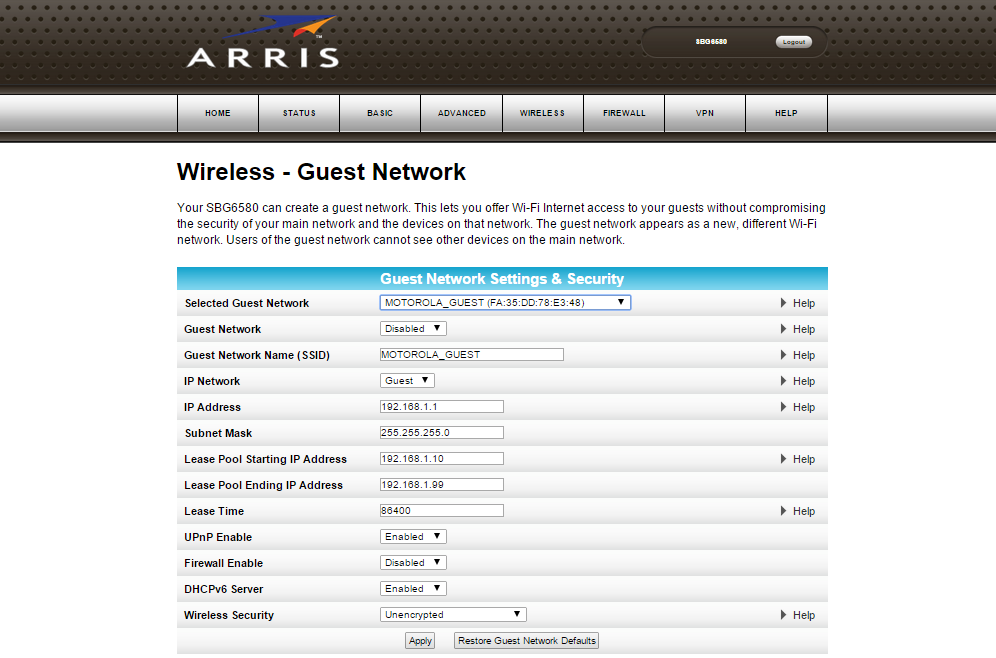 ARRIS
TM
SBG6580
Logout
HOME STATUS BASIC ADVANCED WIRELESS FIREWALL VPN HELP
Wireless - Guest Network
Your SBG6580 can create a guest network. This lets you offer Wi-Fi Internet access to your guests without compromising
the security of your main network and the devices on that network. The guest network appears as a new, different Wi-Fi
network. Users of the guest network cannot see other devices on the main network.
Guest Network Settings & Security
Selected Guest Network MOTOROLA_GUEST (FA:35:DD:78:E3:48) Help
Guest Network Disabled Help
Guest Network Name (SSID) MOTOROLA_GUEST Help
IP Network Guest Help
IP Address 192.168.1.1 Help
Subnet Mask 255.255.255.0
Lease Pool Starting IP Address 192.168.1.10 Help
Lease Pool Ending IP Address 192.168.1.99
Lease Time 86400 Help
UPnP Enable Enabled
Firewall Enable Disabled
DHCPv6 Server Enabled
Wireless Security Unencrypted Help
Apply Restore Guest Network Defaults